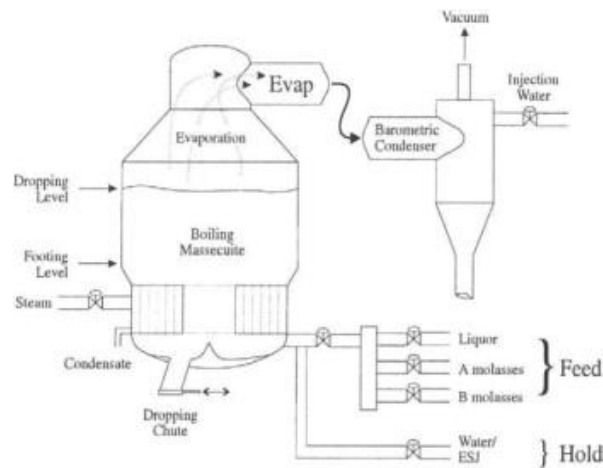 Vacuum
Injection
Water
Evap
Evaporation
Barometric
Condenser
Dropping
Level
Boiling
Massecuite
Footing
Level
Steam
Condensate
Dropping
Chute
Liquor
A molasses
B molasses
Feed
Water/
ESJ
Hold